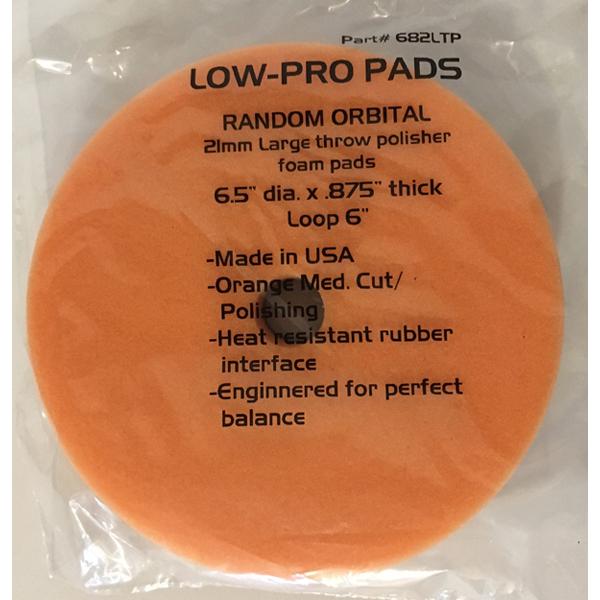 Part# 682LTP
LOW-PRO PADS
RANDOM ORBITAL
21mm Large throw polisher
foam pads
6.5" dia. x .875" thick
Loop 6"
-Made in USA
-Orange Med. Cut/
Polishing
-Heat resistant rubber
interface
-Enginnered for perfect
balance